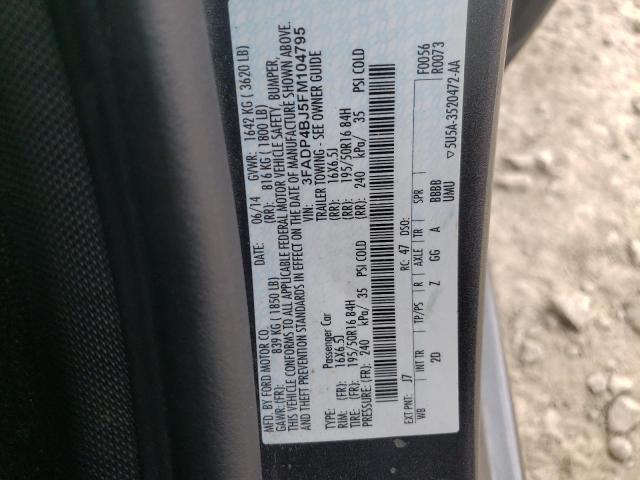 MFD. BY FORD MOTOR CO.
DATE: 06/14 GVWR: 1642 KG ( 3620 LB)
GAWR: (FR): 839 KG ( 1850 LB) (RR): 816 KG ( 1800 LB)
THIS VEHICLE CONFORMS TO ALL APPLICABLE FEDERAL MOTOR VEHICLE SAFETY, BUMPER,
AND THEFT PREVENTION STANDARDS IN EFFECT ON THE DATE OF MANUFACTURE SHOWN ABOVE.
VIN: 3FADP4BJ5FM104795
TYPE: Passenger Car TRAILER TOWING - SEE OWNER GUIDE
RIM: (FR): 16X6.5J (RR): 16X6.5J
TIRE: (FR): 195/50R16 84H (RR): 195/50R16 84H
PRESSURE: (FR): 240 kPa/ 35 PSI COLD (RR): 240 kPa/ 35 PSI COLD
EXT PNT: J7 RC: 47 DSO: F0056
R0073
WB INT TR TP/PS R AXLE TR SPR
2D Z GG A BBBB
UMU
▽5U5A-3520472-AA